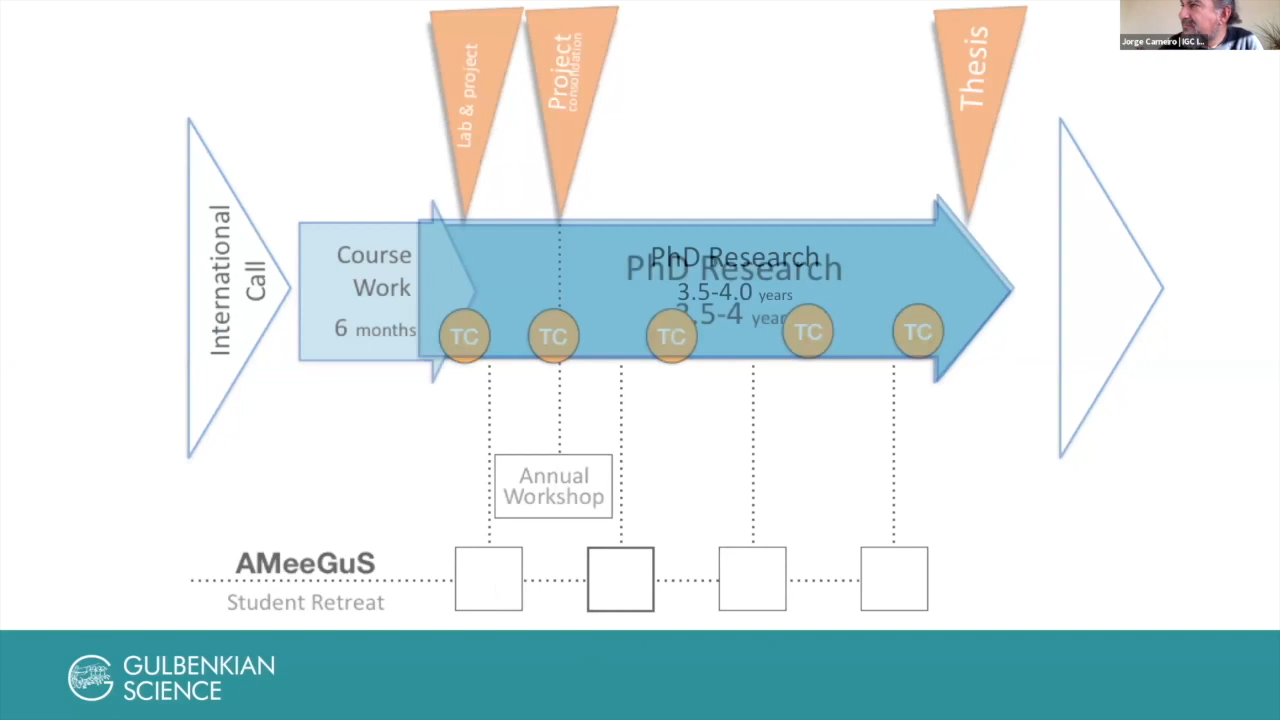 Jorge Carneiro | IGC I...
Lab & project
Project
consolidation
Thesis
International
Call
Course
Work
6 months
PhD Research
3.5-4.0 years
PhD Research
3.5-4 years
TC
TC
TC
TC
TC
Annual
Workshop
AMeeGuS
Student Retreat
GULBENKIAN
SCIENCE